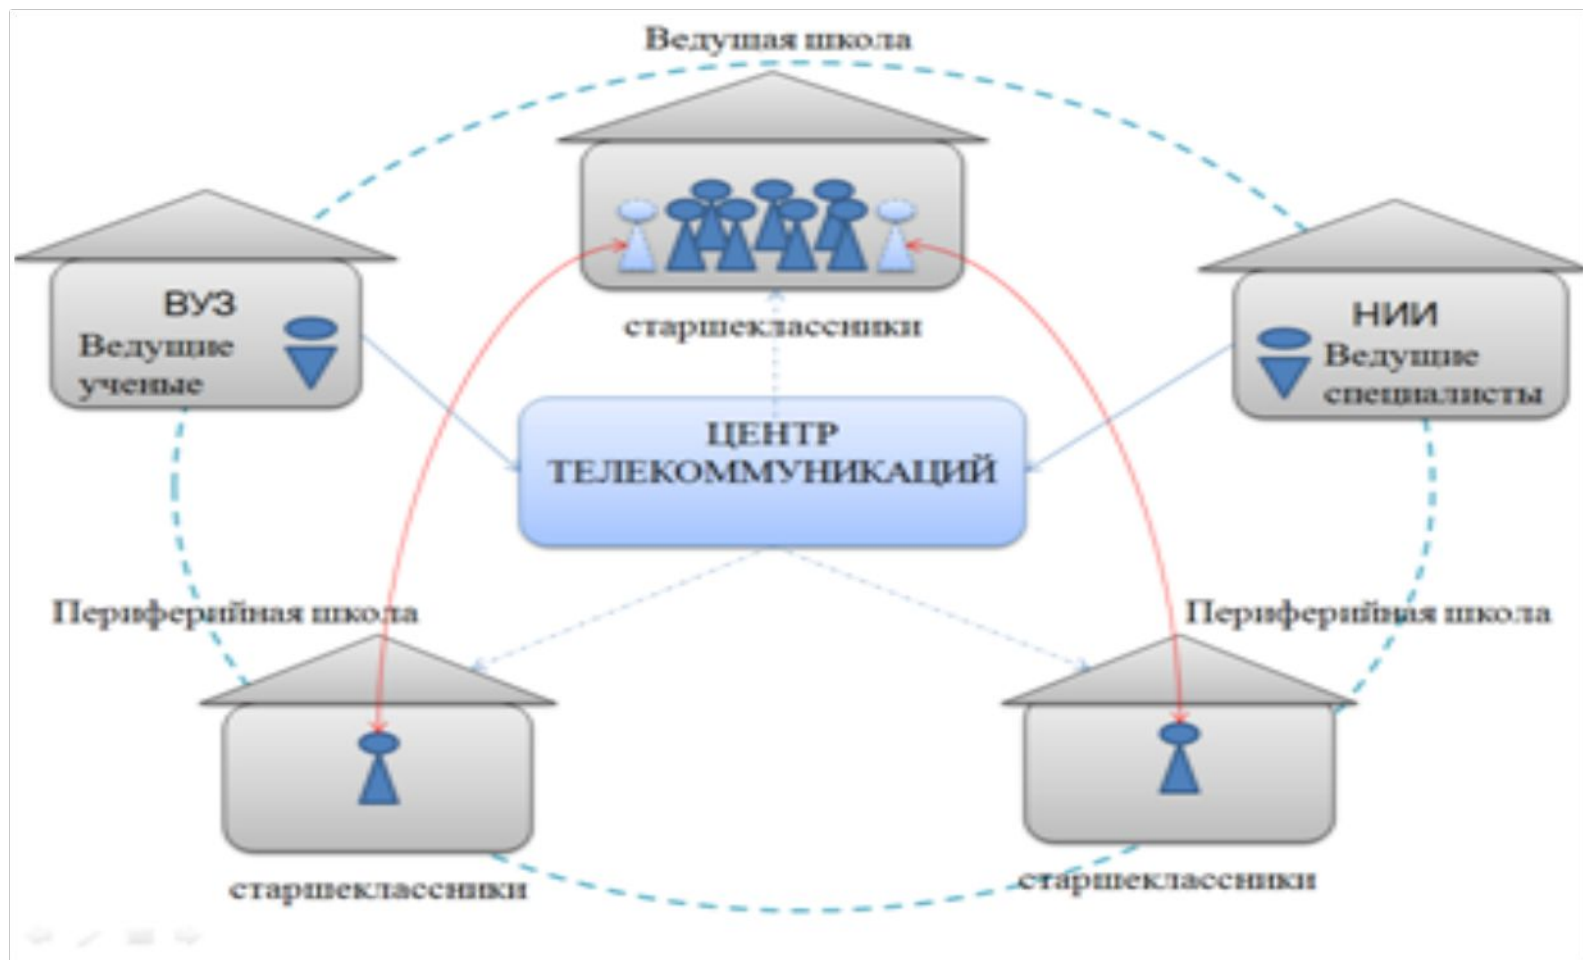 Ведущая школа
ВУЗ
Ведущие
ученые
старшеклассники
НИИ
Ведущие
специалисты
ЦЕНТР
ТЕЛЕКОММУНИКАЦИЙ
Периферийная школа
Периферийная школа
старшеклассники
старшеклассники